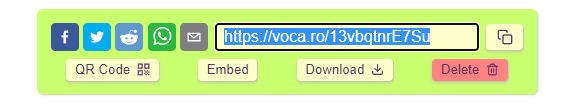 https://voca.ro/13vbqtnrE7Su
QR Code Embed Download Delete